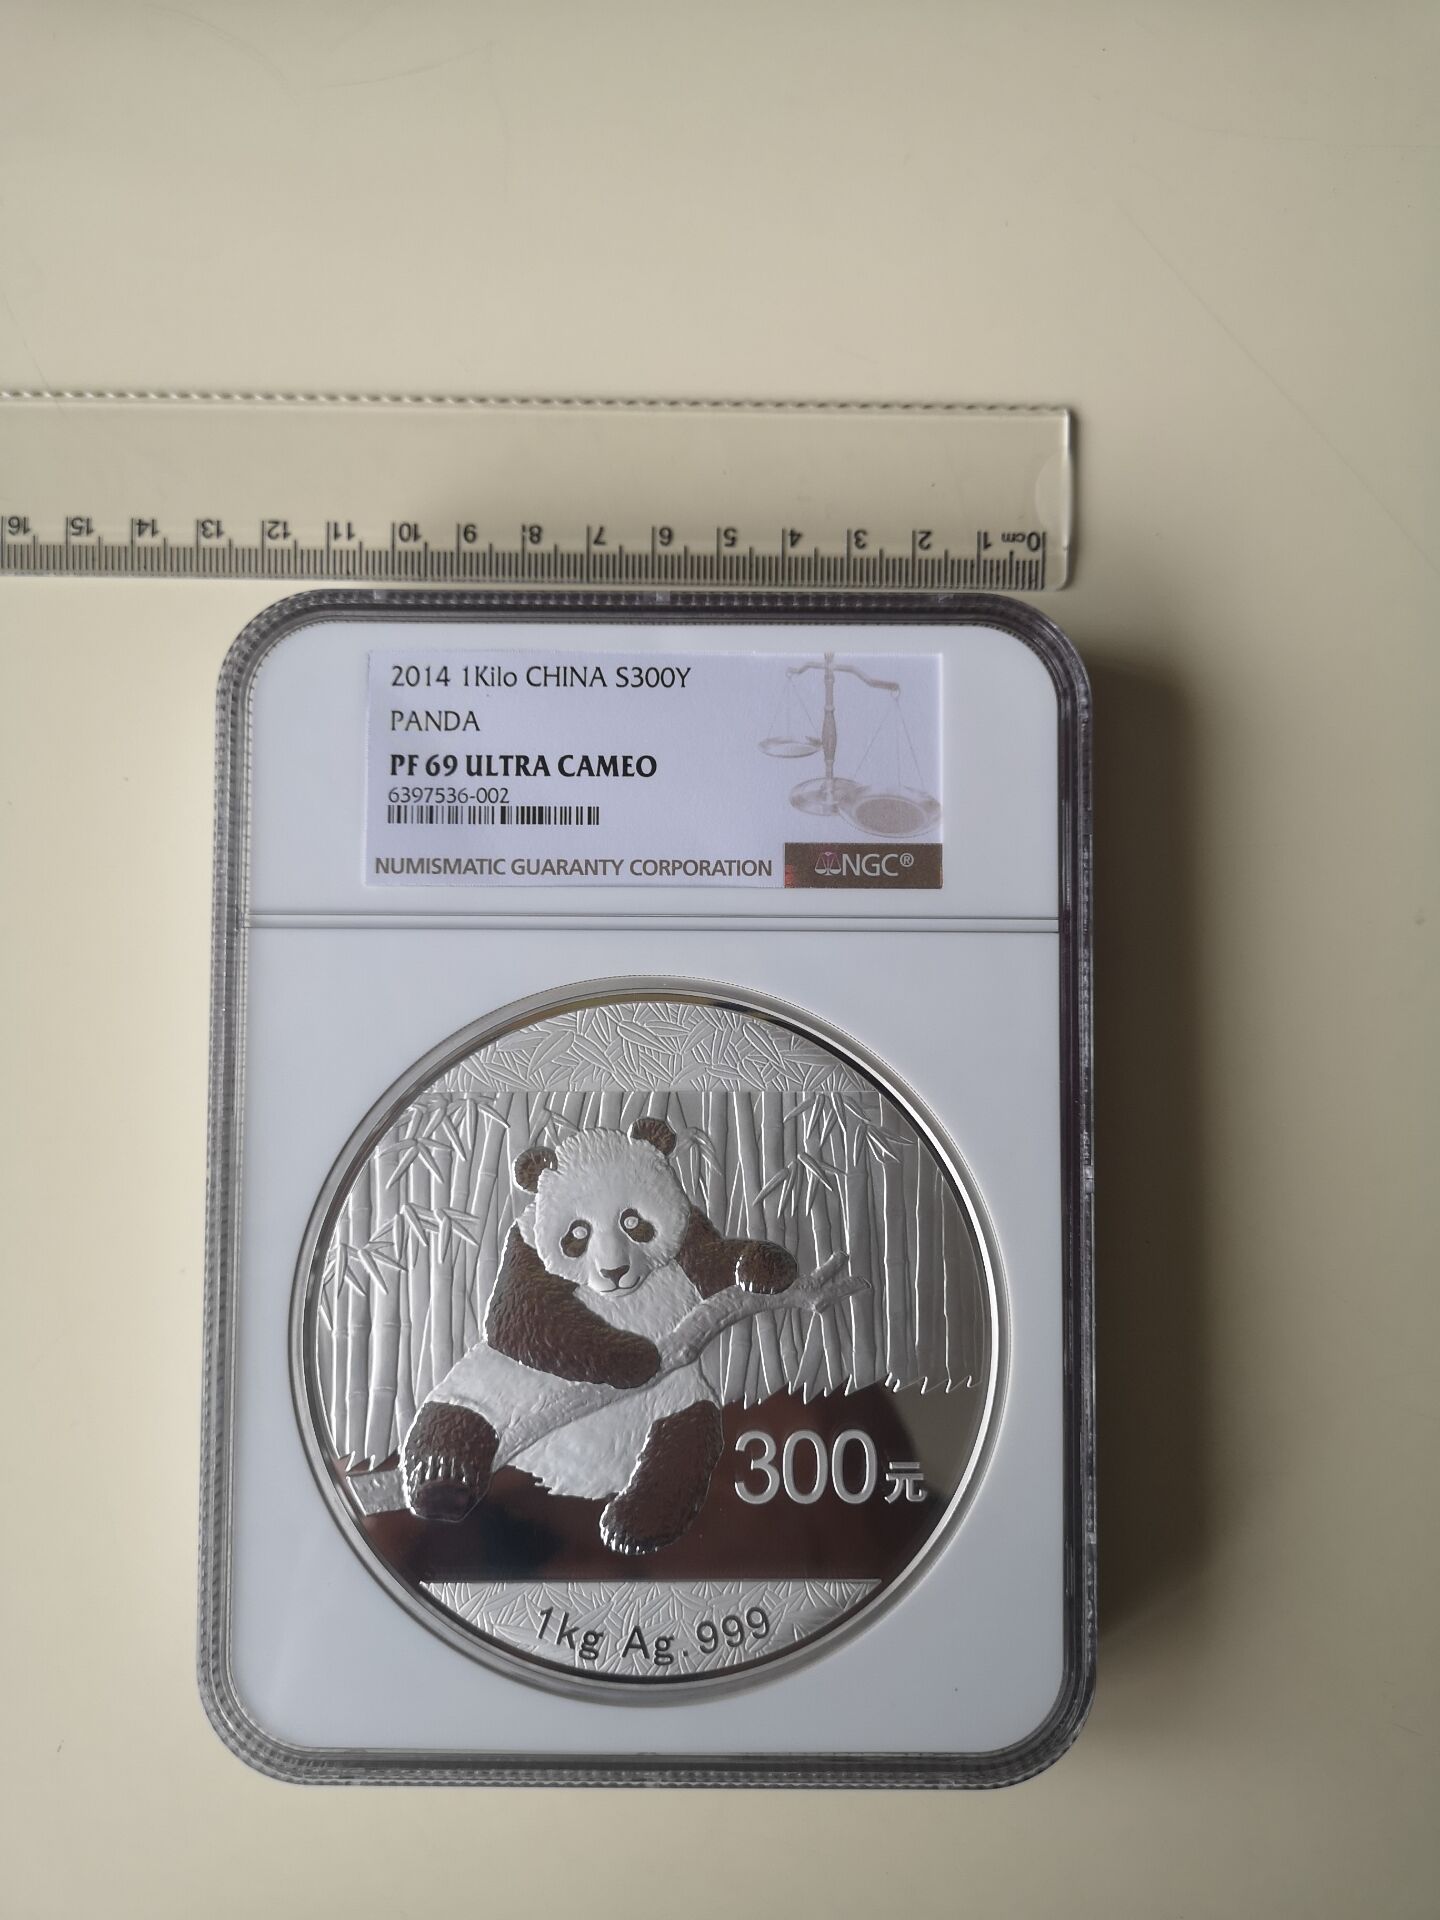 16 15 14 13 12 11 10 9 8 7 6 5 4 3 2 1 0cm
2014 1Kilo CHINA S300Y
PANDA
PF 69 ULTRA CAMEO
6397536-002
NUMISMATIC GUARANTY CORPORATION NGC®
300元
1kg Ag.999